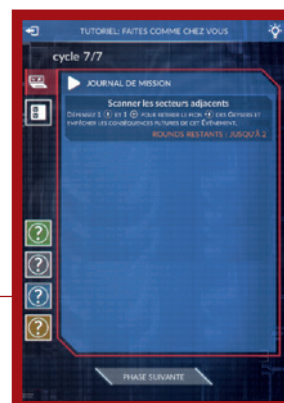 TUTORIEL: FAITES COMME CHEZ VOUS
cycle 7/7
JOURNAL DE MISSION
Scanner les secteurs adjacents
DÉPENSEZ 1 ET 1 POUR RETIRER LE PION DES GEYSERS ET
EMPÊCHER LES CONSÉQUENCES FUTURES DE CET ÉVÉNEMENT.
ROUNDS RESTANTS : JUSQU'À 2
?
?
?
?
PHASE SUIVANTE